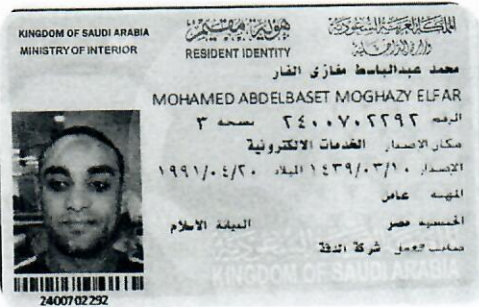 KINGDOM OF SAUDI ARABIA
MINISTRY OF INTERIOR
هوية مقيم
RESIDENT IDENTITY
المملكة العربية السعودية
وزارة الداخلية
محمد عبدالباسط مغازى الفار
MOHAMED ABDELBASET MOGHAZY ELFAR
الرقم ٢٤٠٠٧٠٢٢٩٢ نسخة ٣
مكان الاصدار الخدمات الالكترونية
الإصدار ١٤٣٩/٠٣/١٠ الميلاد ١٩٩١/٠٤/٢٠
المهنه عامل
الجنسيه مصر الديانة الاسلام
صاحب العمل شركة الدقة
KINGDOM OF SAUDI ARABIA
2400702292